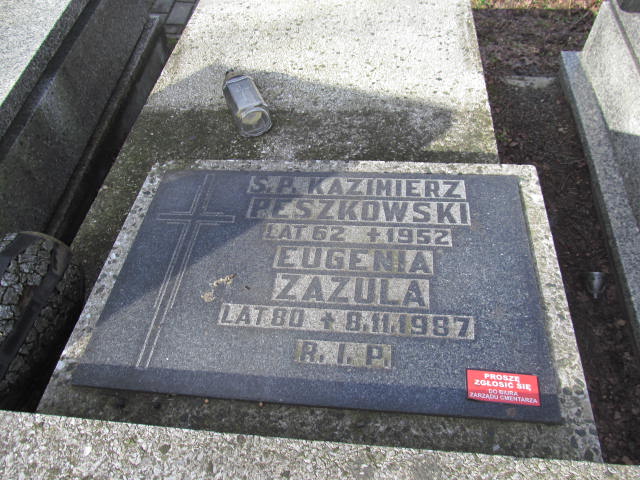 Ś.P. KAZIMIERZ
PESZKOWSKI
LAT 62 + 1952
EUGENIA
ZAZULA
LAT 80 + 8.11.1987
R. I. P.
PROSZĘ
ZGŁOSIĆ SIĘ
DO BIURA
ZARZĄDU CMENTARZA